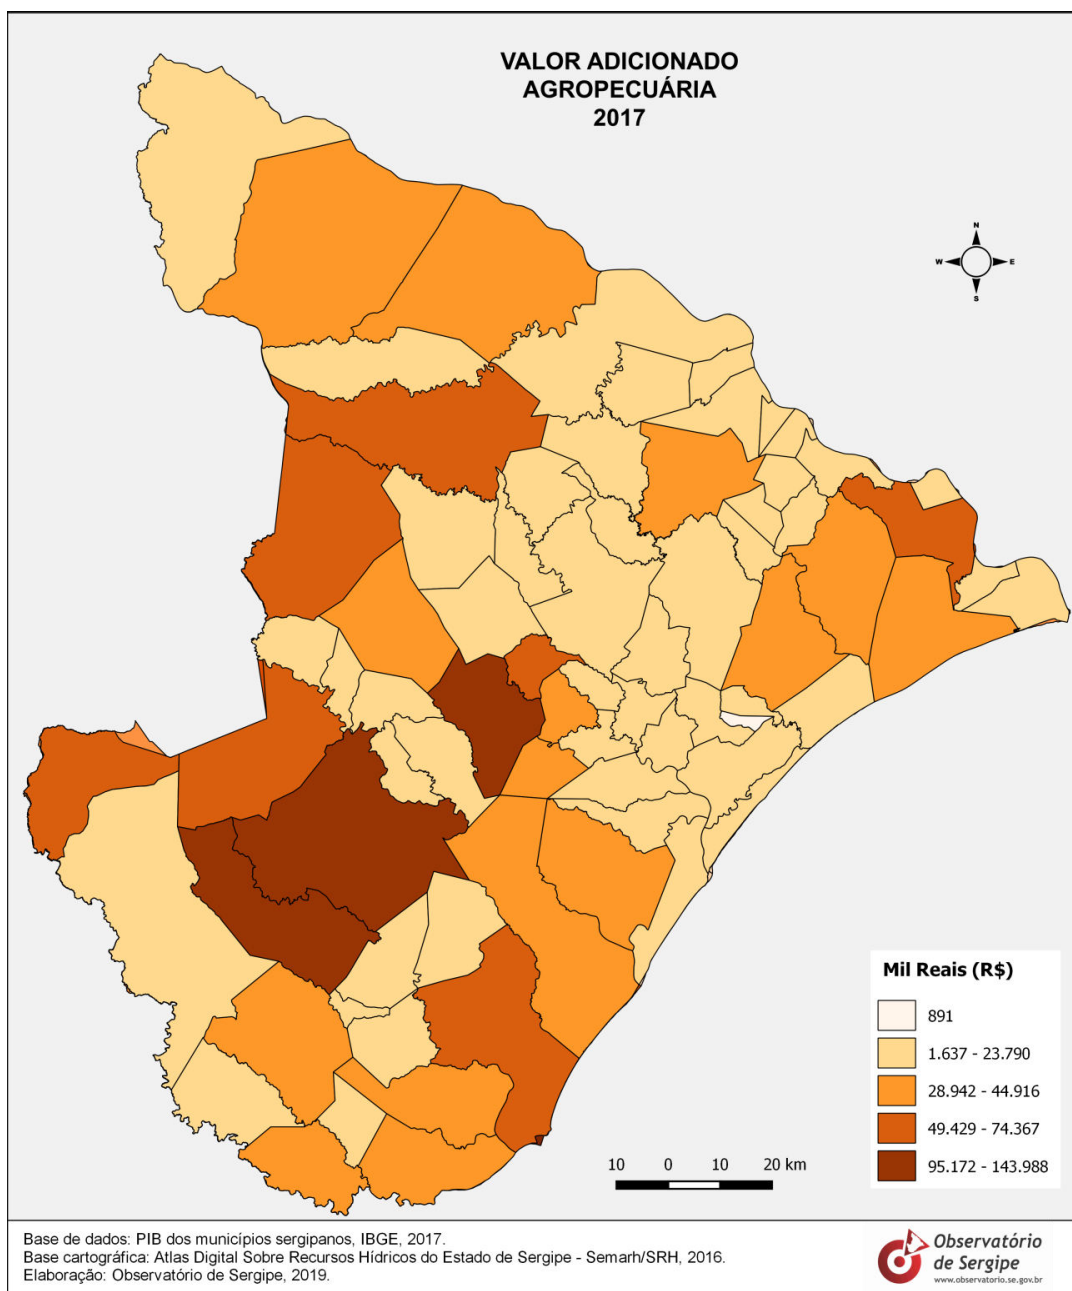 VALOR ADICIONADO
AGROPECUÁRIA
2017
N
W E
S
Mil Reais (R$)
891
1.637 - 23.790
28.942 - 44.916
49.429 - 74.367
95.172 - 143.988
10 0 10 20 km
Base de dados: PIB dos municípios sergipanos, IBGE, 2017.
Base cartográfica: Atlas Digital Sobre Recursos Hídricos do Estado de Sergipe - Semarh/SRH, 2016.
Elaboração: Observatório de Sergipe, 2019.
Observatório
de Sergipe
www.observatorio.se.gov.br